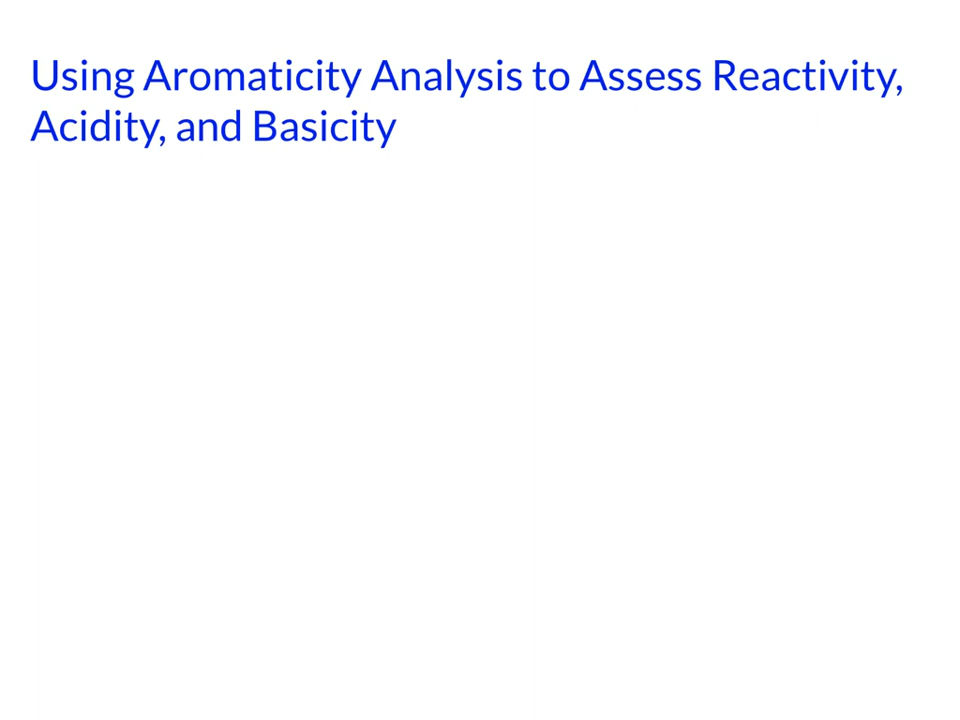 Using Aromaticity Analysis to Assess Reactivity,
Acidity, and Basicity